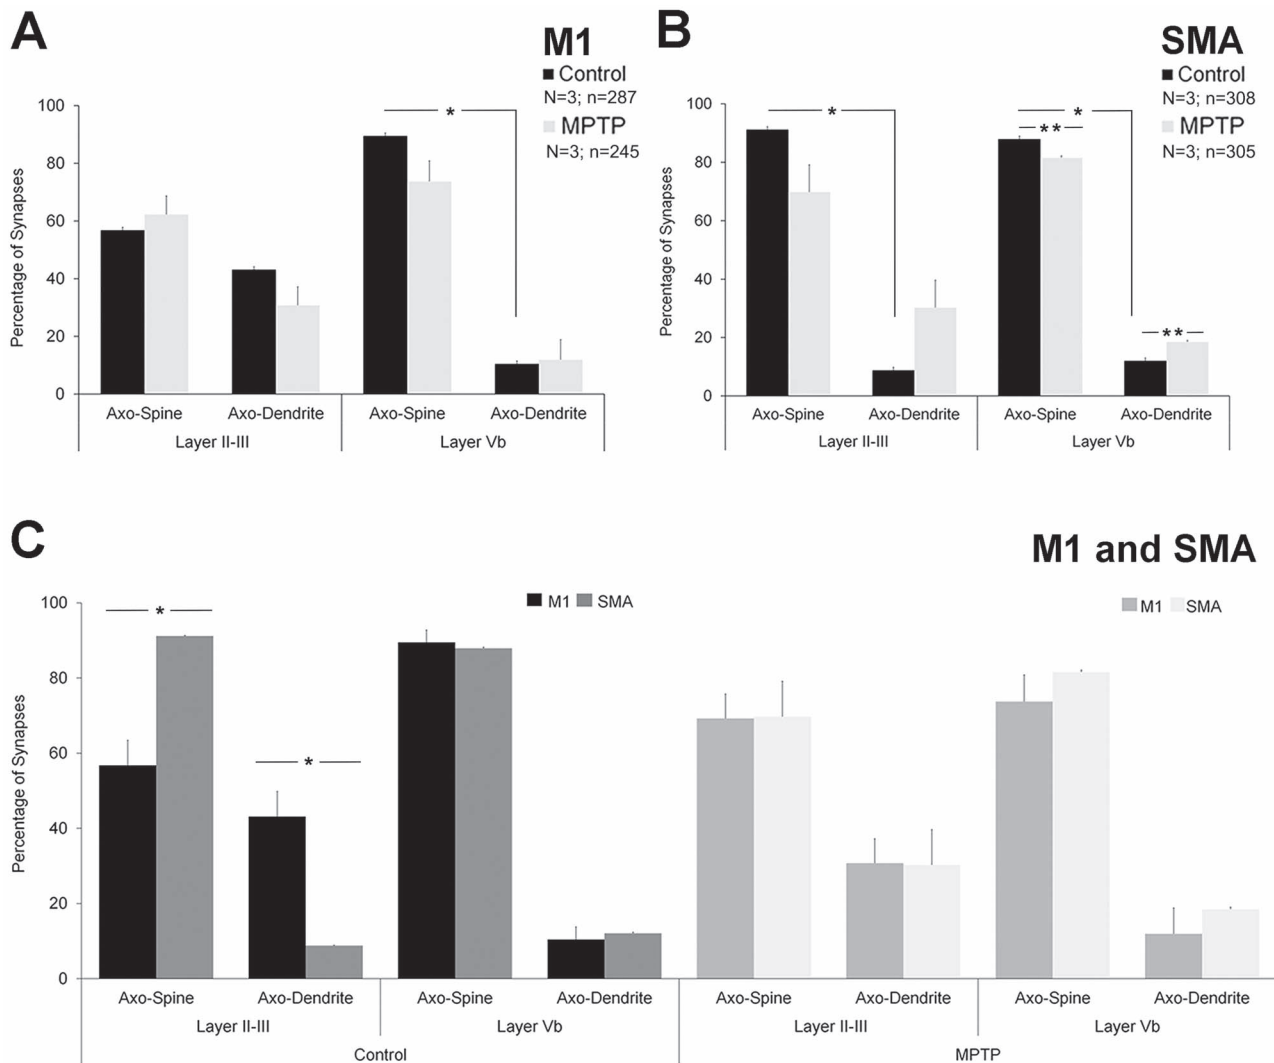 A
M1
Control
N=3; n=287
MPTP
N=3; n=245
Percentage of Synapses
100
80
60
40
20
0
*
Axo-Spine Axo-Dendrite Axo-Spine Axo-Dendrite
Layer II-III Layer Vb
B
SMA
Control
N=3; n=308
MPTP
N=3; n=305
Percentage of Synapses
100
80
60
40
20
0
* *
**
**
Axo-Spine Axo-Dendrite Axo-Spine Axo-Dendrite
Layer II-III Layer Vb
C
M1 and SMA
M1 SMA
M1 SMA
Percentage of Synapses
100
80
60
40
20
0
*
*
Axo-Spine Axo-Dendrite Axo-Spine Axo-Dendrite Axo-Spine Axo-Dendrite Axo-Spine Axo-Dendrite
Layer II-III Layer Vb Layer II-III Layer Vb
Control MPTP